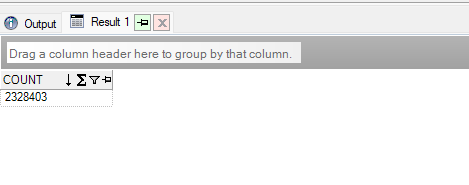 Output
Result 1
Drag a column header here to group by that column.
COUNT
2328403